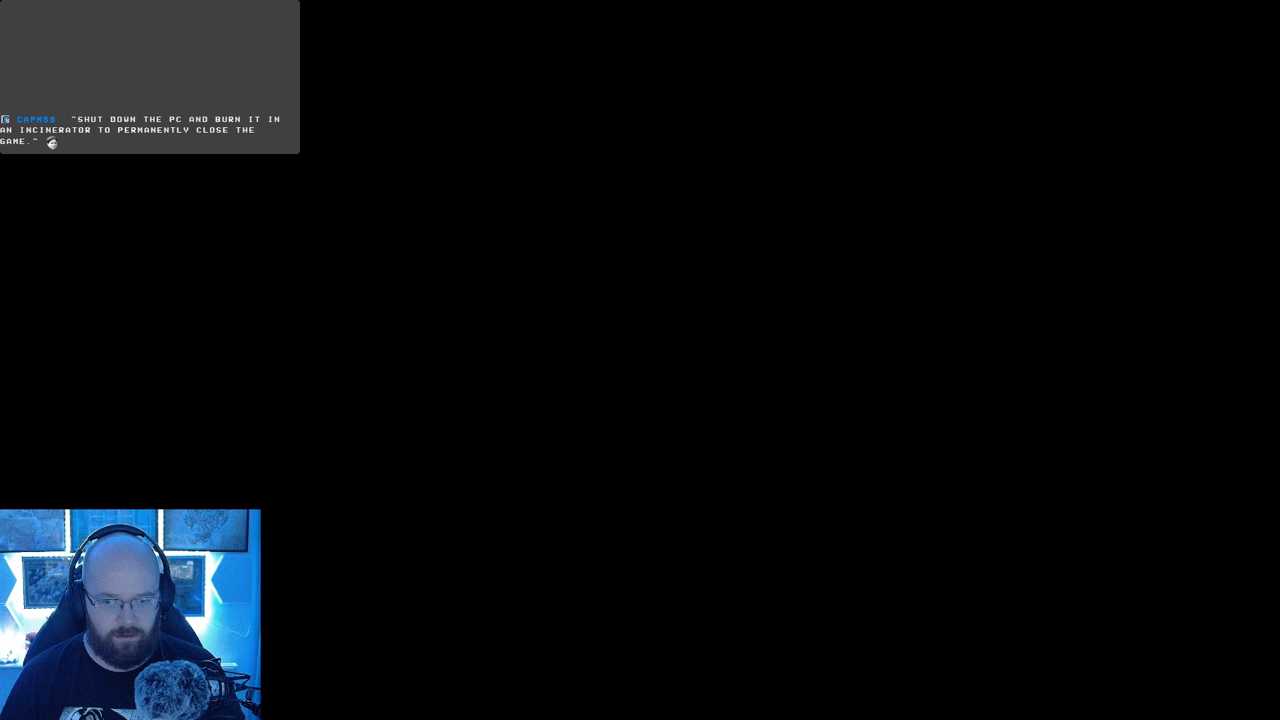 CAPMSS: "SHUT DOWN THE PC AND BURN IT IN
AN INCINERATOR TO PERMANENTLY CLOSE THE
GAME."